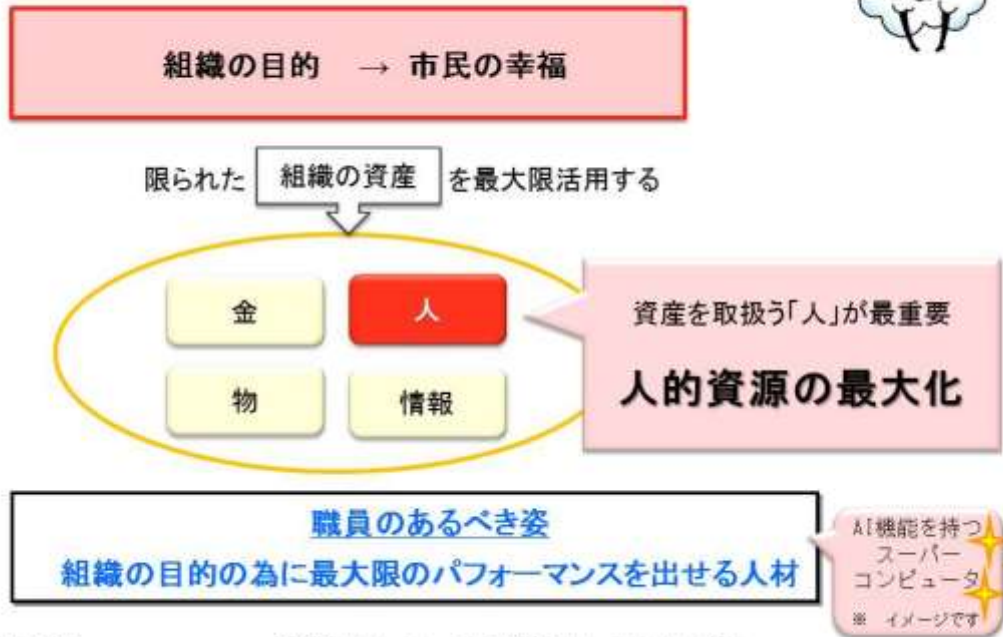 組織の目的 → 市民の幸福
限られた 組織の資産 を最大限活用する
金
人
物
情報
資産を取扱う「人」が最重要
人的資源の最大化
職員のあるべき姿
組織の目的の為に最大限のパフォーマンスを出せる人材
AI機能を持つ
スーパー
コンピュータ
※ イメージです